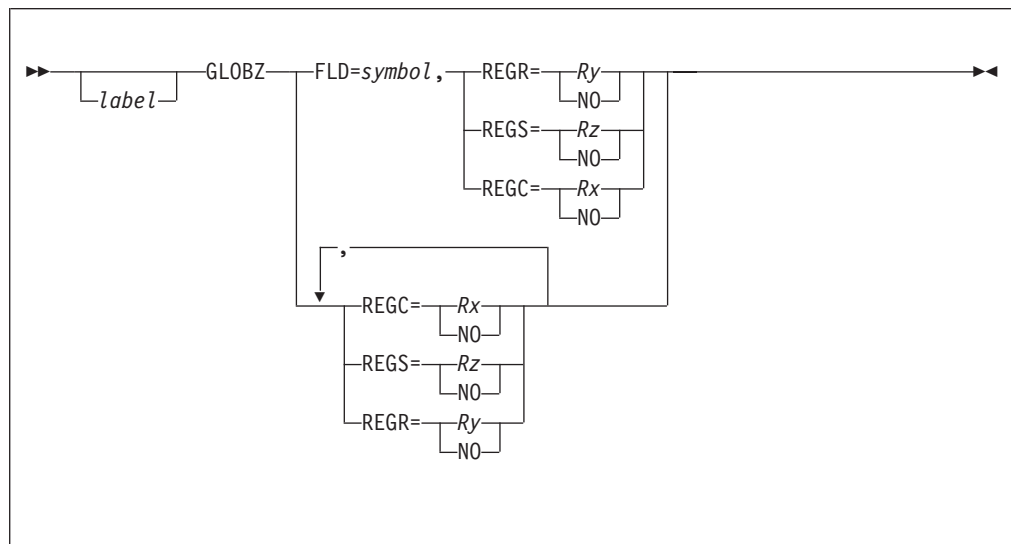 GLOBZ FLD=symbol, REGR= Ry
label NO
REGS= Rz
NO
REGC= Rx
NO
,
REGC= Rx
NO
REGS= Rz
NO
REGR= Ry
NO